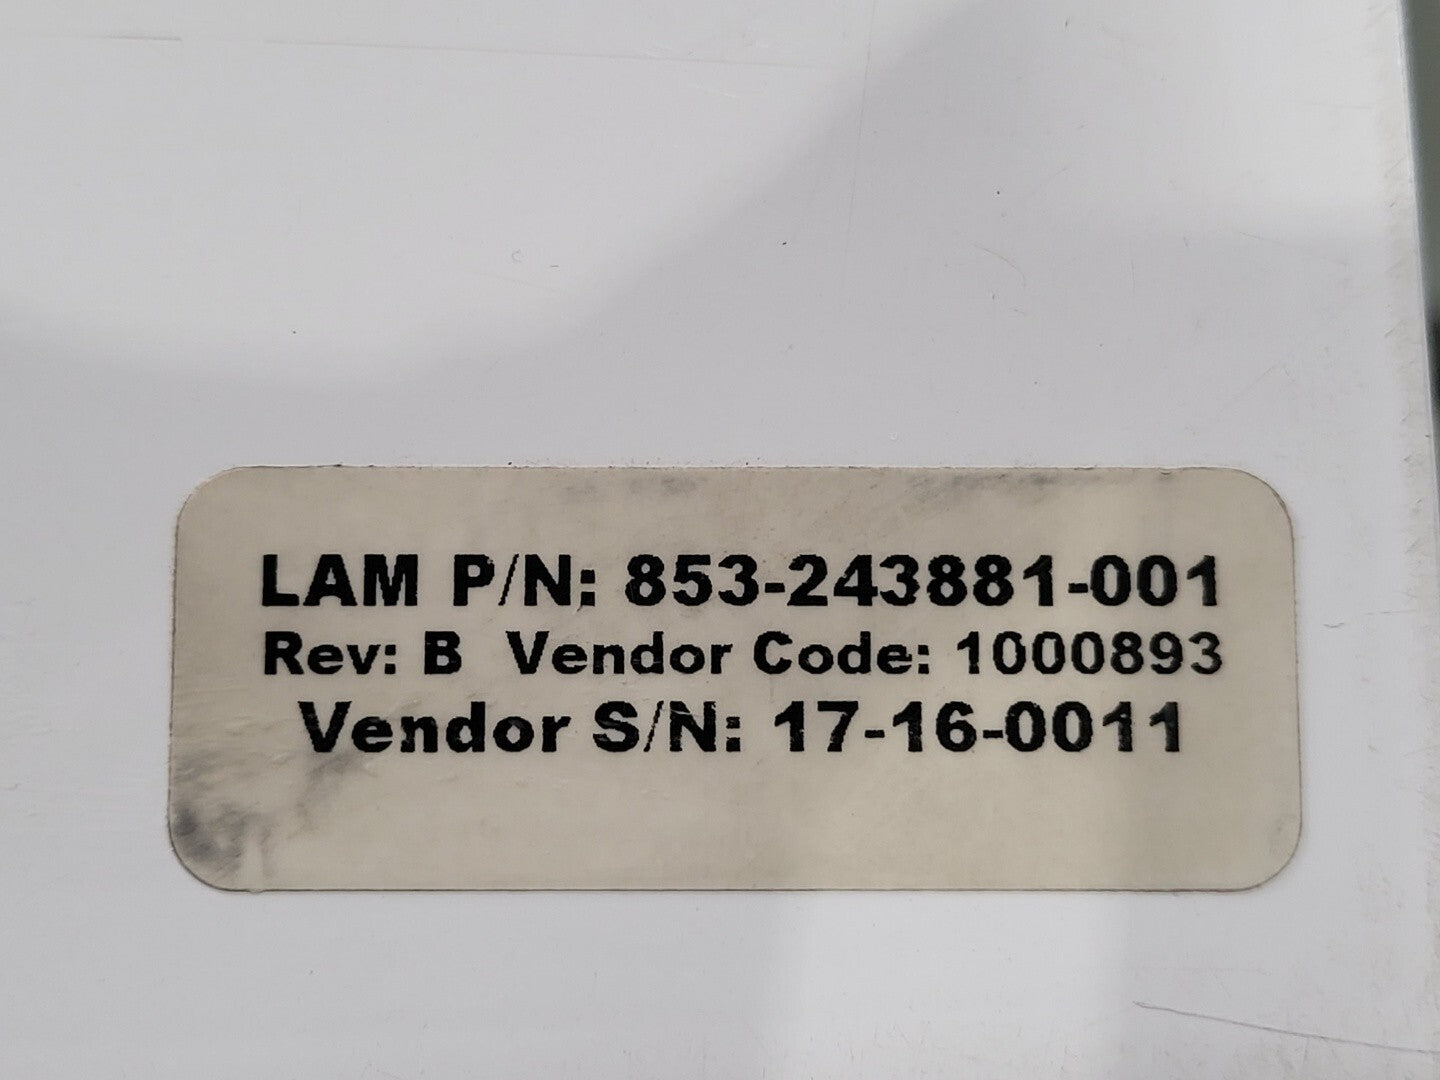 LAM P/N: 853-243881-001
Rev: B Vendor Code: 1000893
Vendor S/N: 17-16-0011